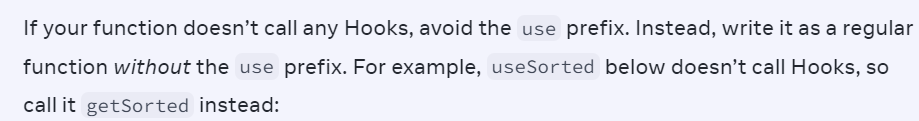 If your function doesn’t call any Hooks, avoid the use prefix. Instead, write it as a regular
function without the use prefix. For example, useSorted below doesn’t call Hooks, so
call it getSorted instead: